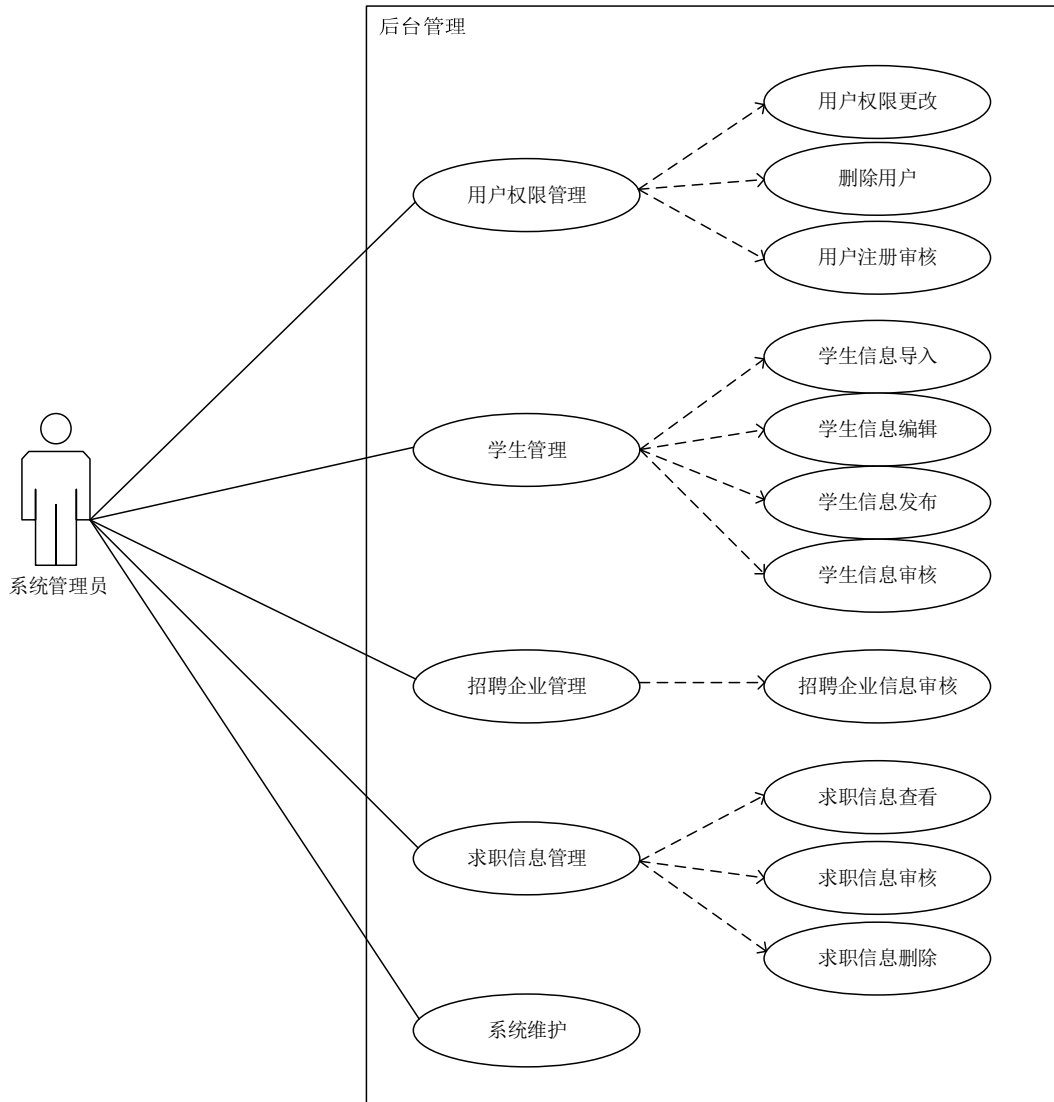 后台管理
用户权限更改
用户权限管理
删除用户
用户注册审核
学生信息导入
学生管理
学生信息编辑
学生信息发布
学生信息审核
系统管理员
招聘企业管理
招聘企业信息审核
求职信息查看
求职信息管理
求职信息审核
求职信息删除
系统维护